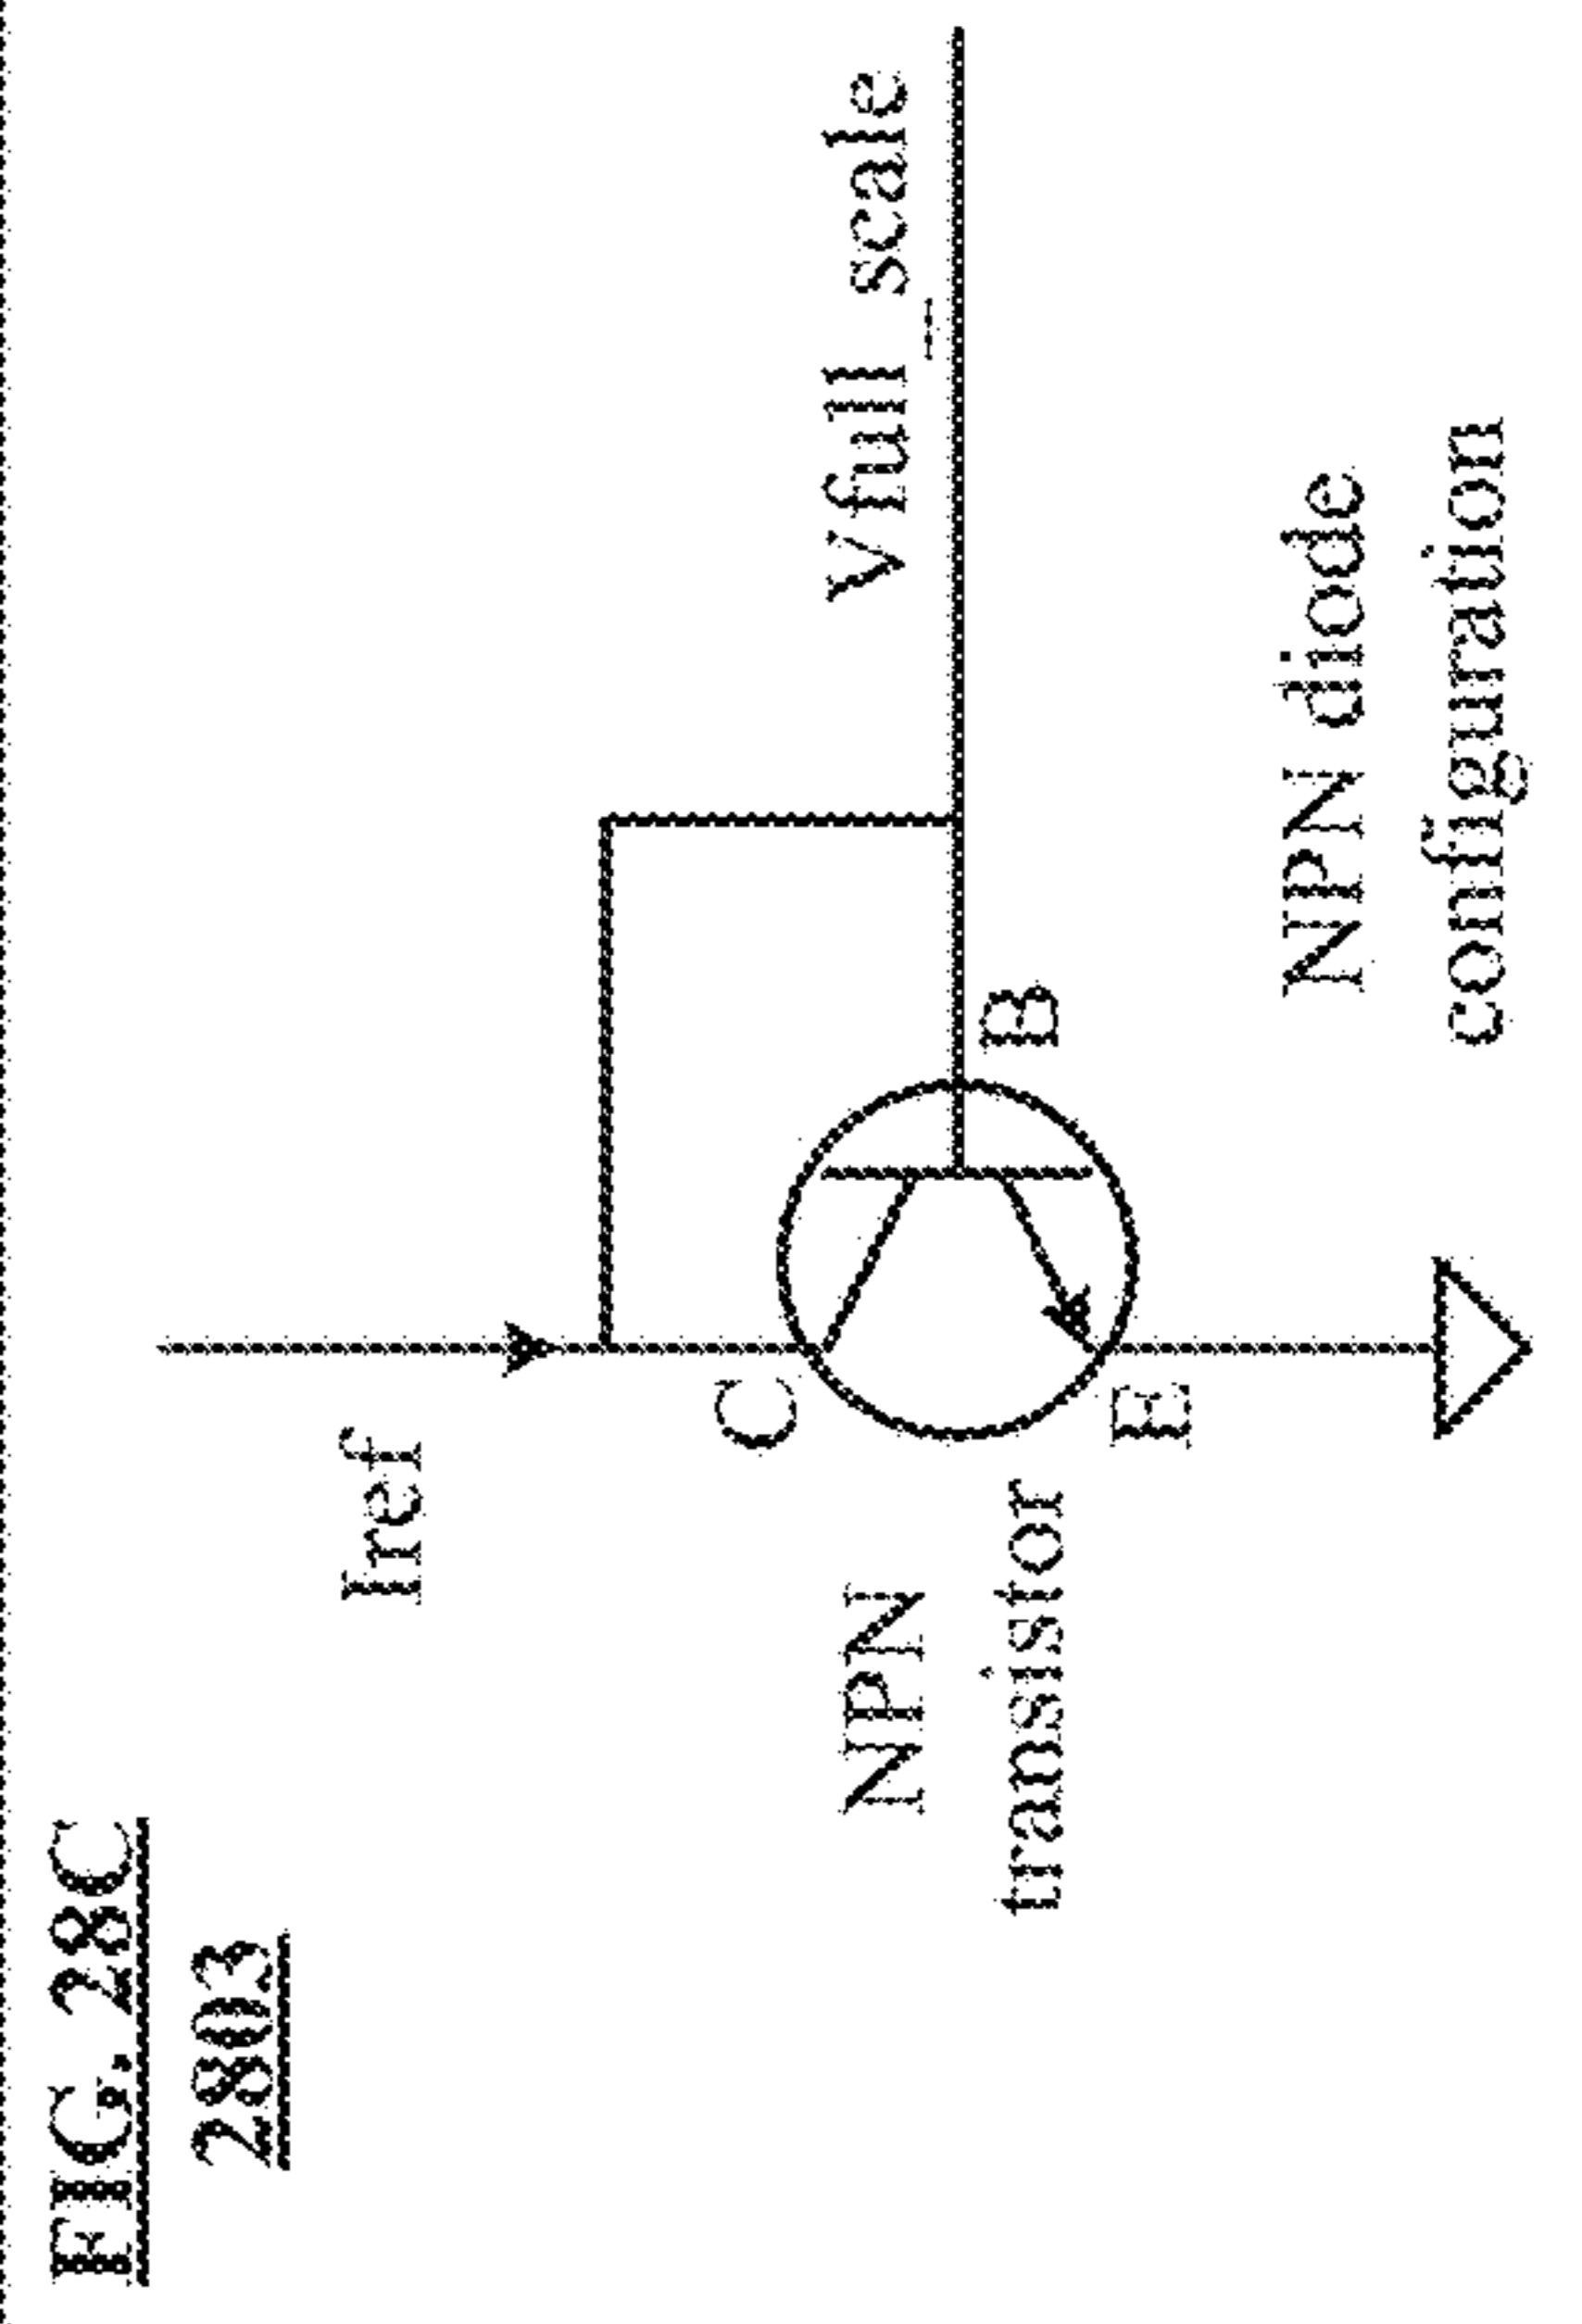 FIG. 28C
2803
Iref
Vfull_scale
C
NPN
transistor
B
E
NPN diode
configuration